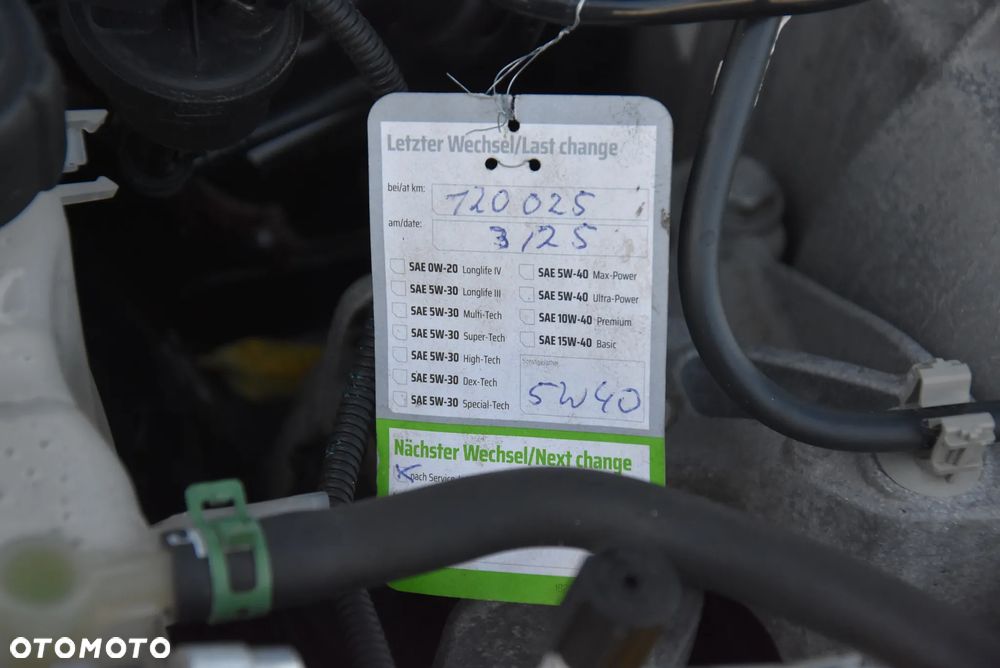 Letzter Wechsel/Last change
bei/at km: 120 025
am/date: 3/25
SAE 0W-20 Longlife IV
SAE 5W-30 Longlife III
SAE 5W-30 Multi-Tech
SAE 5W-30 Super-Tech
SAE 5W-30 High-Tech
SAE 5W-30 Dex-Tech
SAE 5W-30 Special-Tech
SAE 5W-40 Max-Power
SAE 5W-40 Ultra-Power
SAE 10W-40 Premium
SAE 15W-40 Basic
5W40
Nächster Wechsel/Next change
nach Service
OTOMOTO